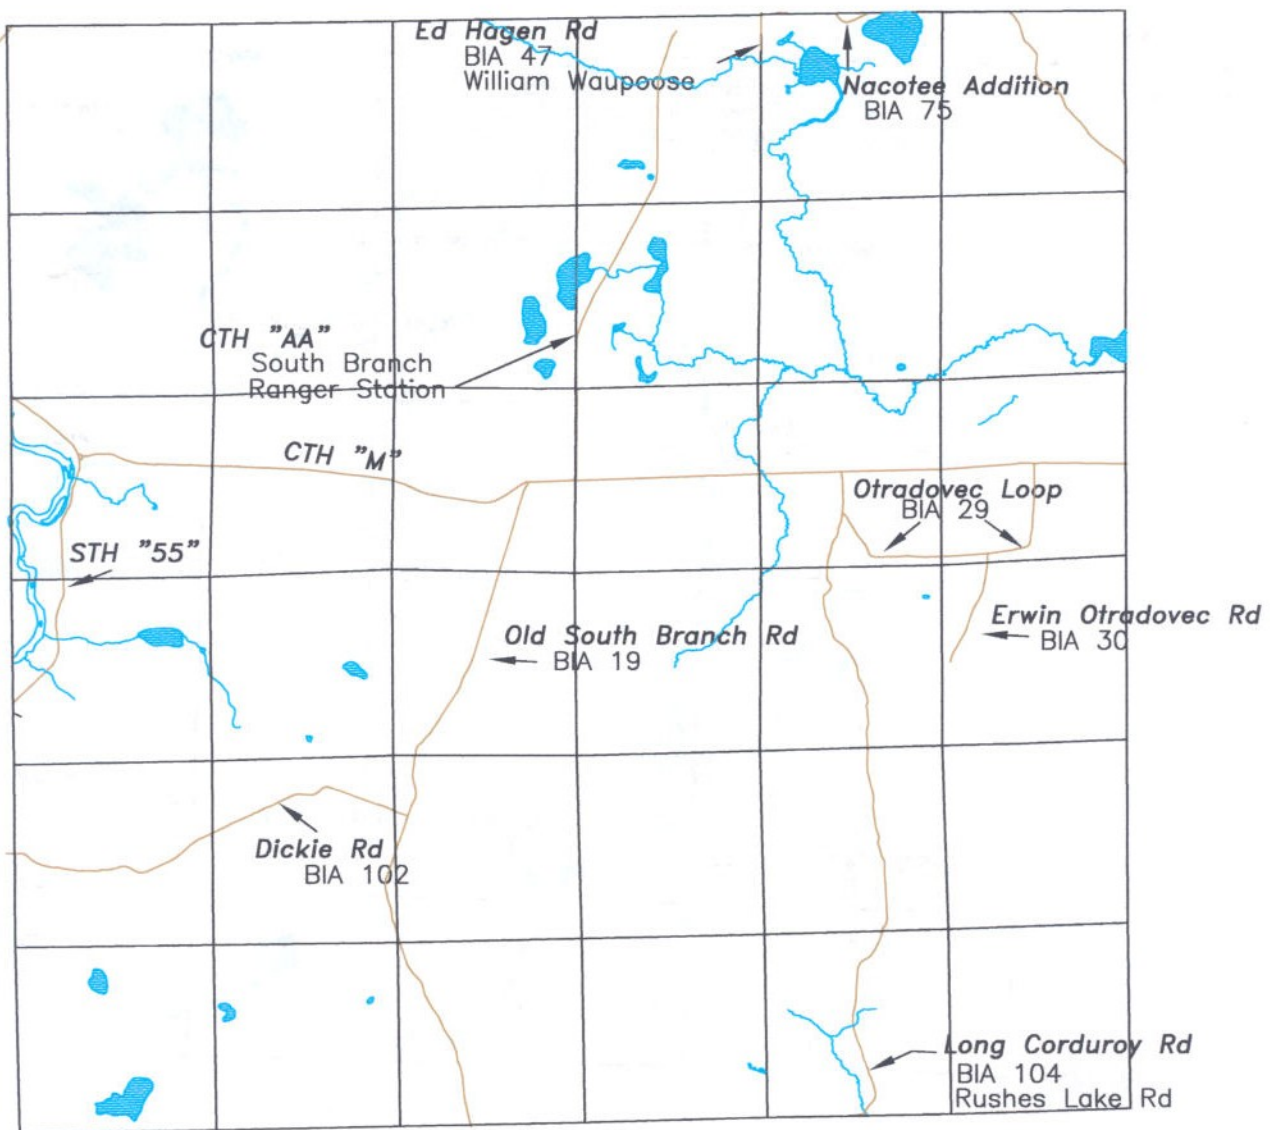 Ed Hagen Rd
BIA 47
William Waupoose
Nacotee Addition
BIA 75
CTH "AA"
South Branch
Ranger Station
CTH "M"
Otradovec Loop
BIA 29
STH "55"
Old South Branch Rd
BIA 19
Erwin Otradovec Rd
BIA 30
Dickie Rd
BIA 102
Long Corduroy Rd
BIA 104
Rushes Lake Rd